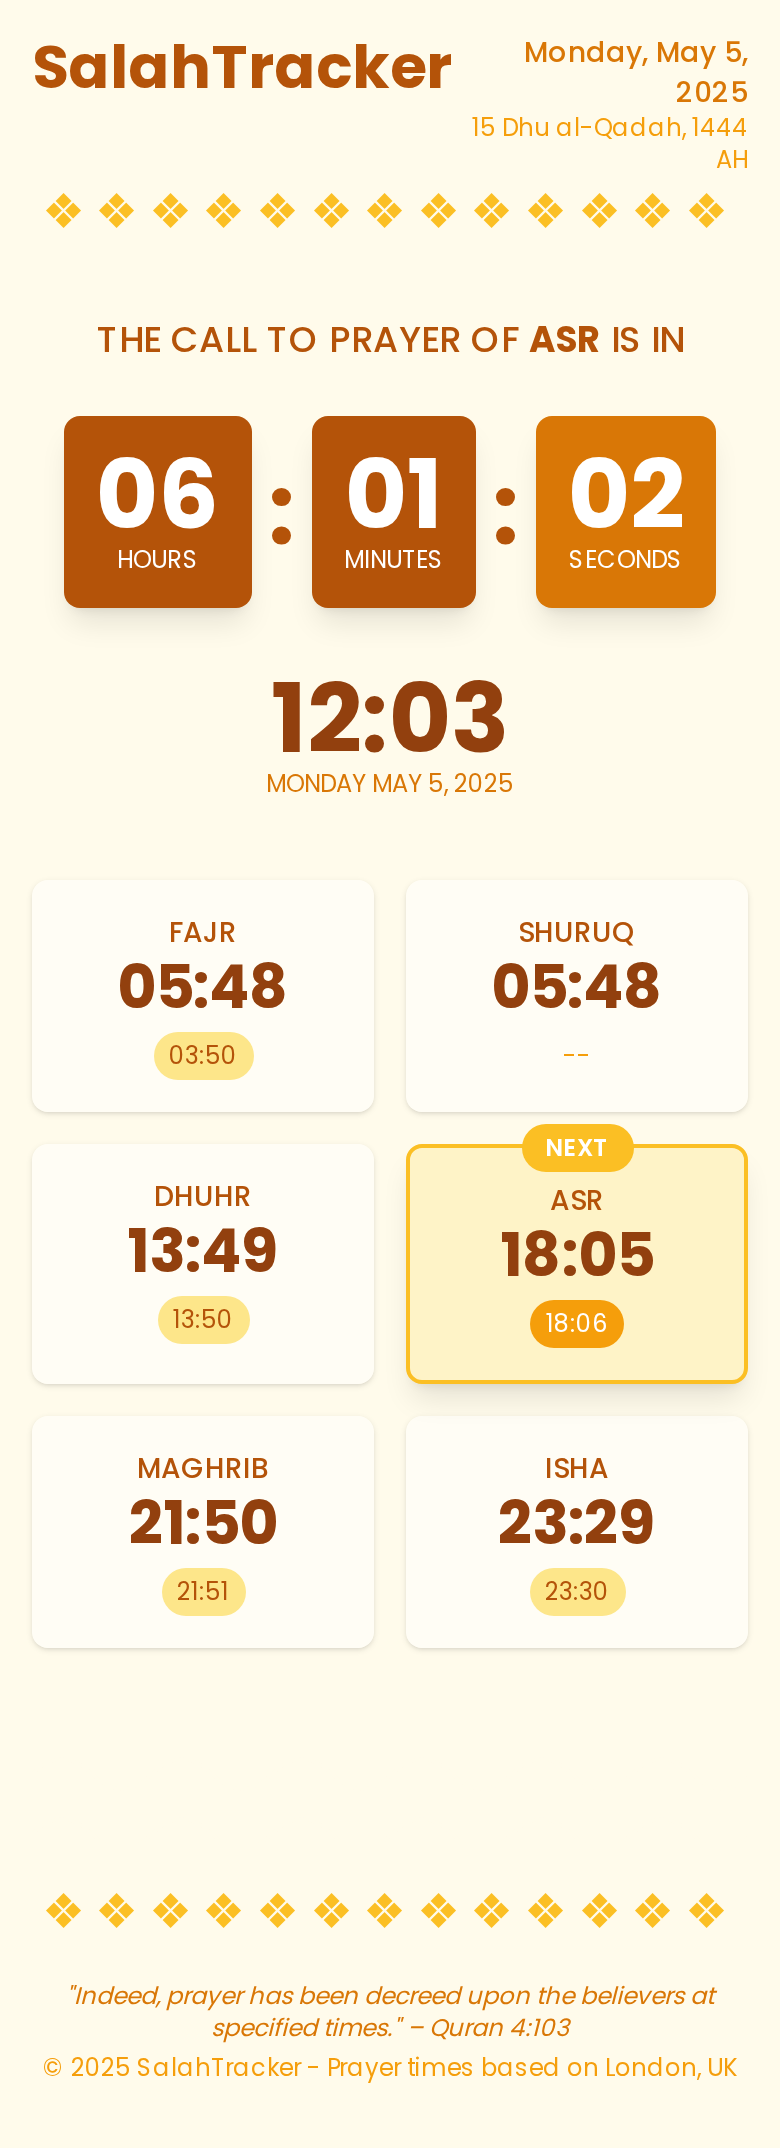 SalahTracker
Monday, May 5,
2025
15 Dhu al-Qadah, 1444
AH
❖ ❖ ❖ ❖ ❖ ❖ ❖ ❖ ❖ ❖ ❖ ❖ ❖
THE CALL TO PRAYER OF ASR IS IN
06 : 01 : 02
HOURS MINUTES SECONDS
12:03
MONDAY MAY 5, 2025
FAJR
05:48
03:50
SHURUQ
05:48
--
DHUHR
13:49
13:50
NEXT
ASR
18:05
18:06
MAGHRIB
21:50
21:51
ISHA
23:29
23:30
❖ ❖ ❖ ❖ ❖ ❖ ❖ ❖ ❖ ❖ ❖ ❖ ❖
"Indeed, prayer has been decreed upon the believers at
specified times." – Quran 4:103
© 2025 SalahTracker - Prayer times based on London, UK